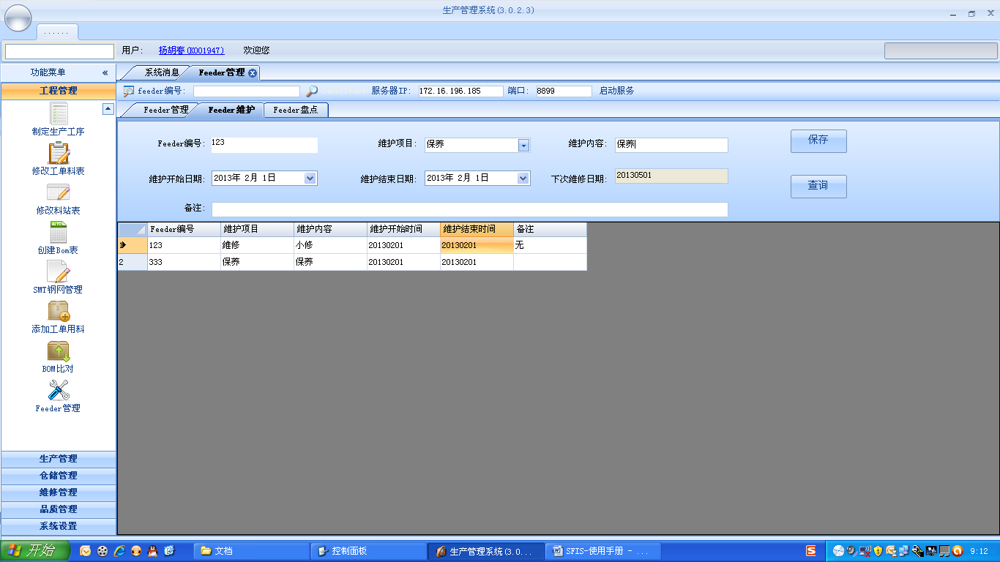 生产管理系统(3.0.2.3)
......
用户: 杨胡春(K001947) 欢迎您
功能菜单 «
系统消息 Feeder管理
工程管理
feeder编号: 服务器IP: 172.16.196.185 端口: 8899 启动服务
Feeder管理 Feeder维护 Feeder盘点
制定生产工序
修改工单料表
修改料站表
AUTO
创建Bom表
SMT钢网管理
添加工单用料
BOM比对
Feeder管理
生产管理
仓储管理
维修管理
品质管理
系统设置
Feeder编号: 123 维护项目: 保养 维护内容: 保养 保存
维护开始日期: 2013年 2月 1日 维护结束日期: 2013年 2月 1日 下次维修日期: 20130501 查询
备注:
Feeder编号 维护项目 维护内容 维护开始时间 维护结束时间 备注
1 123 维修 小修 20130201 20130201 无
2 333 保养 保养 20130201 20130201
开始 文档 控制面板 生产管理系统(3.0... SFIS-使用手册 - ... S 9:12